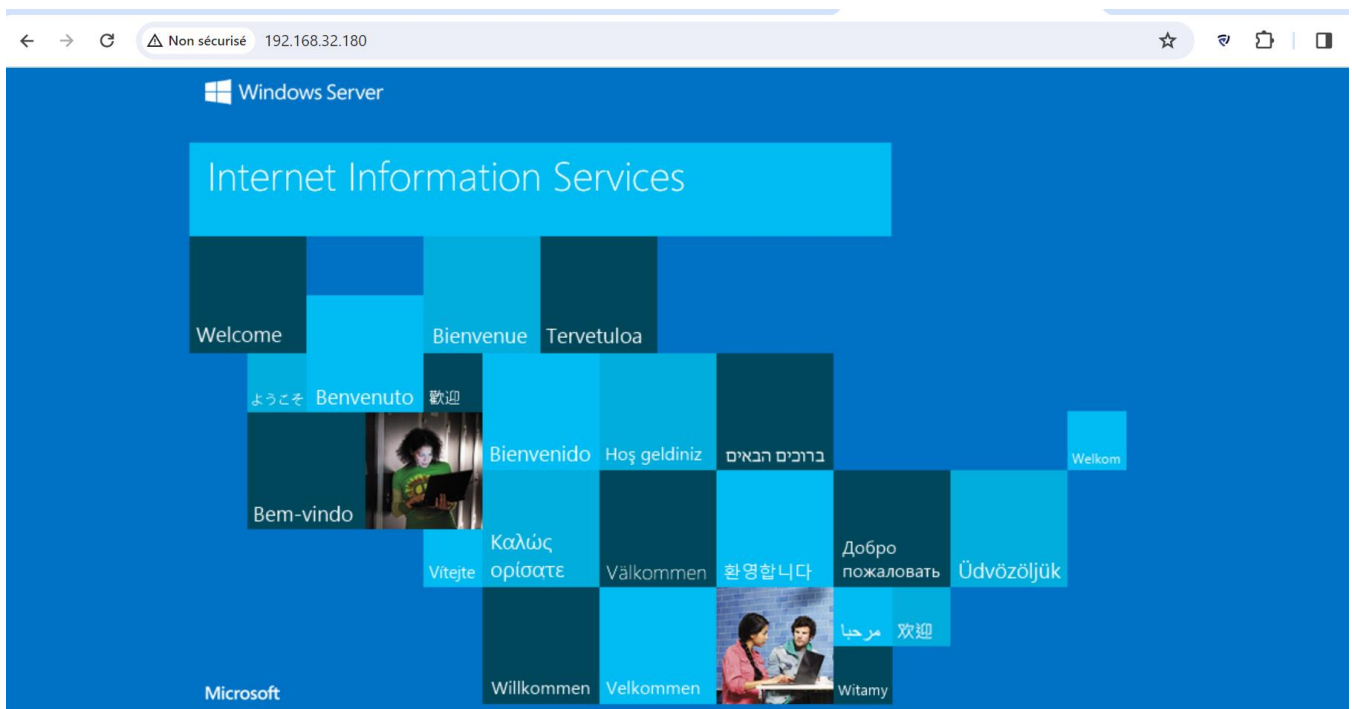 Non sécurisé 192.168.32.180
Windows Server
Internet Information Services
Welcome
Bienvenue
Tervetuloa
ようこそ
Benvenuto
歡迎
Bienvenido
Hoş geldiniz
ברוכים הבאים
Welkom
Bem-vindo
Vítejte
Καλώς
ορίσατε
Välkommen
환영합니다
Добро
пожаловать
Üdvözöljük
مرحبا
欢迎
Willkommen
Velkommen
Witamy
Microsoft